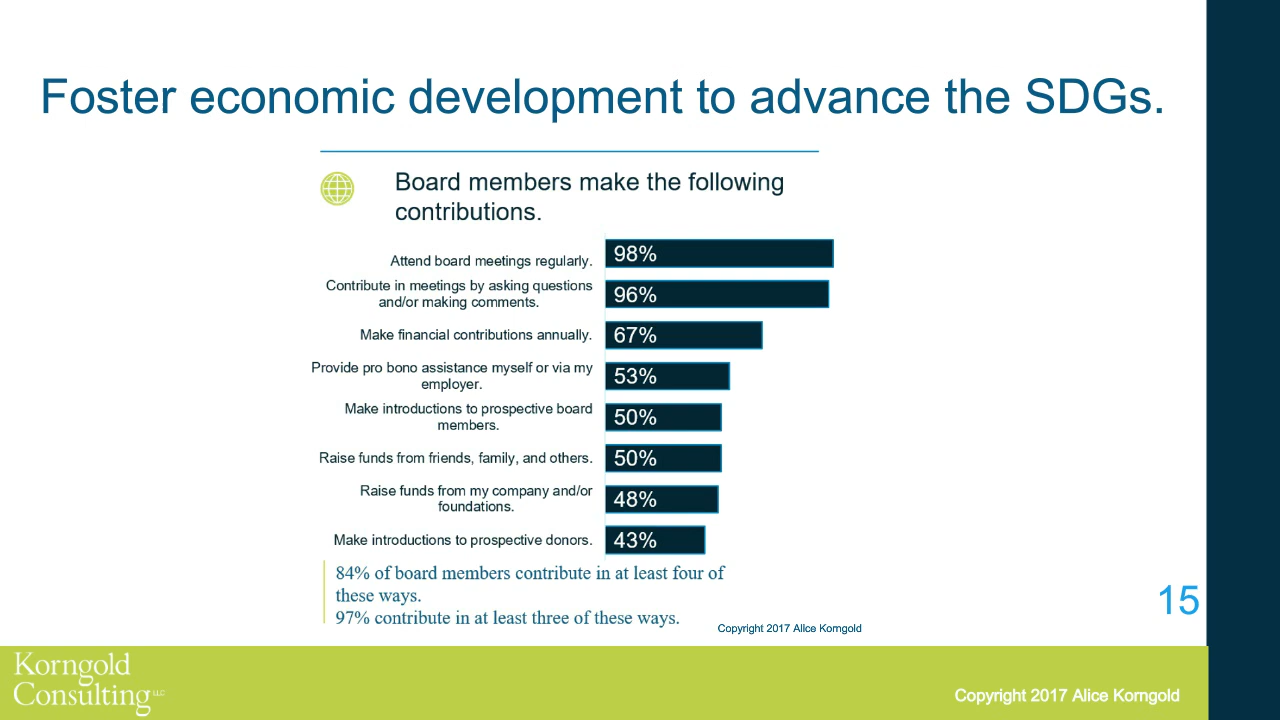 Foster economic development to advance the SDGs.
Board members make the following
contributions.
Attend board meetings regularly.
98%
Contribute in meetings by asking questions
and/or making comments.
96%
Make financial contributions annually.
67%
Provide pro bono assistance myself or via my
employer.
53%
Make introductions to prospective board
members.
50%
Raise funds from friends, family, and others.
50%
Raise funds from my company and/or
foundations.
48%
Make introductions to prospective donors.
43%
84% of board members contribute in at least four of
these ways.
97% contribute in at least three of these ways.
Copyright 2017 Alice Korngold
15
Korngold
Consulting LLC
Copyright 2017 Alice Korngold